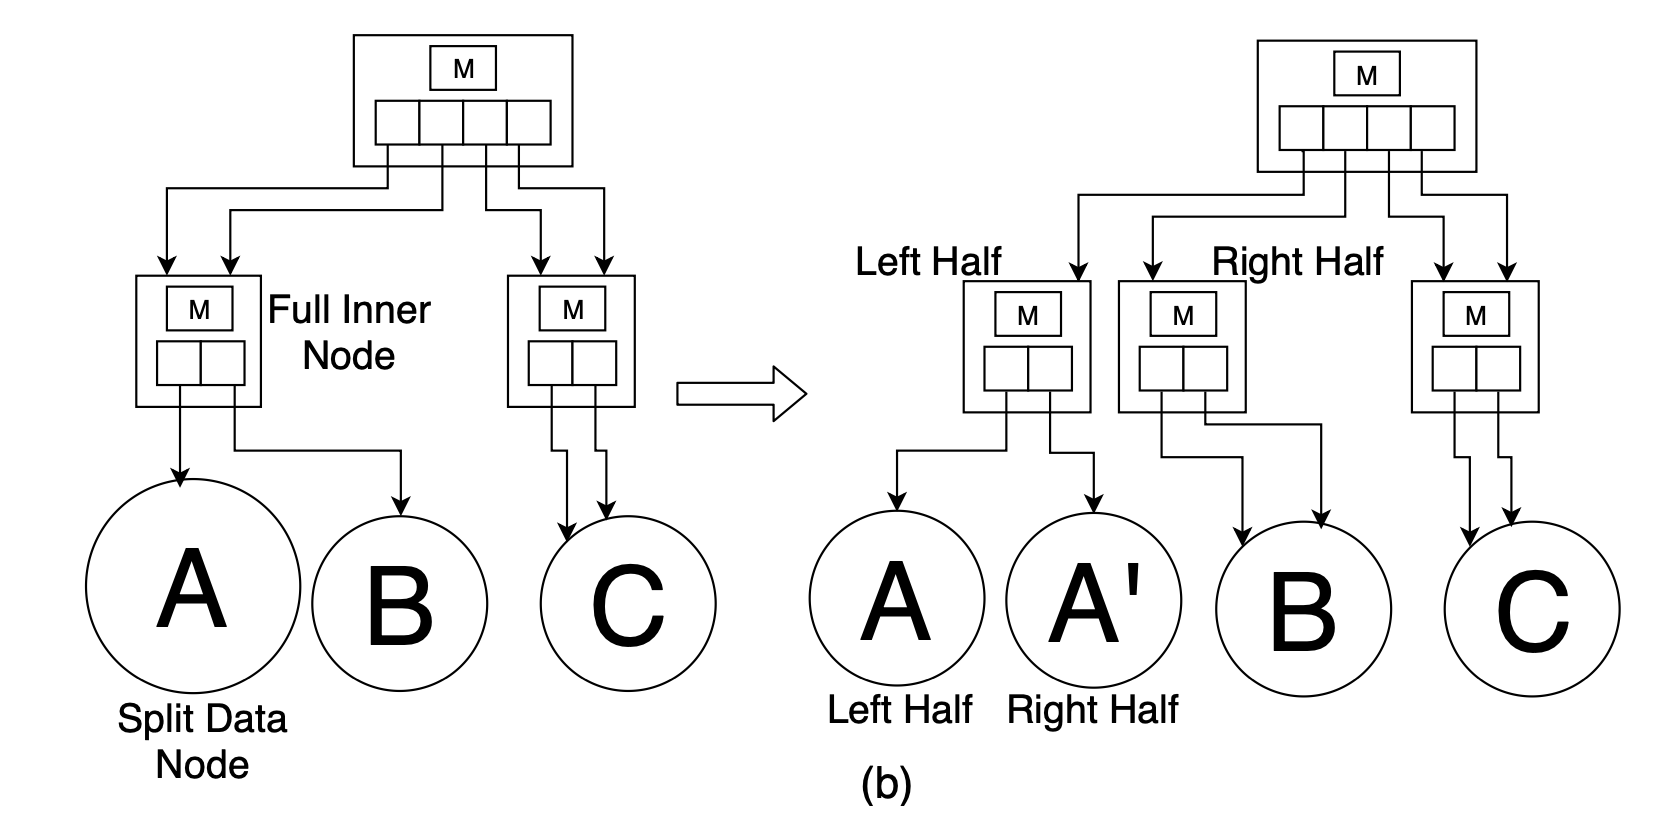 M
M
Full Inner
Node
M
A
B
C
Split Data
Node
M
Left Half
Right Half
M
M
M
A
A'
B
C
Left Half
Right Half
(b)